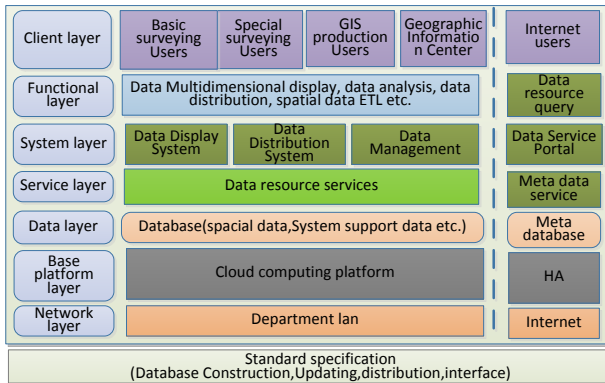 Client layer
Basic
surveying
Users
Special
surveying
Users
GIS
production
Users
Geographic
Informatio
n Center
Internet
users
Functional
layer
Data Multidimensional display, data analysis, data
distribution, spatial data ETL etc.
Data
resource
query
System layer
Data Display
System
Data
Distribution
System
Data
Management
Data Service
Portal
Service layer
Data resource services
Meta data
service
Data layer
Database(spacial data,System support data etc.)
Meta
database
Base
platform
layer
Cloud computing platform
HA
Network
layer
Department lan
Internet
Standard specification
(Database Construction,Updating,distribution,interface)